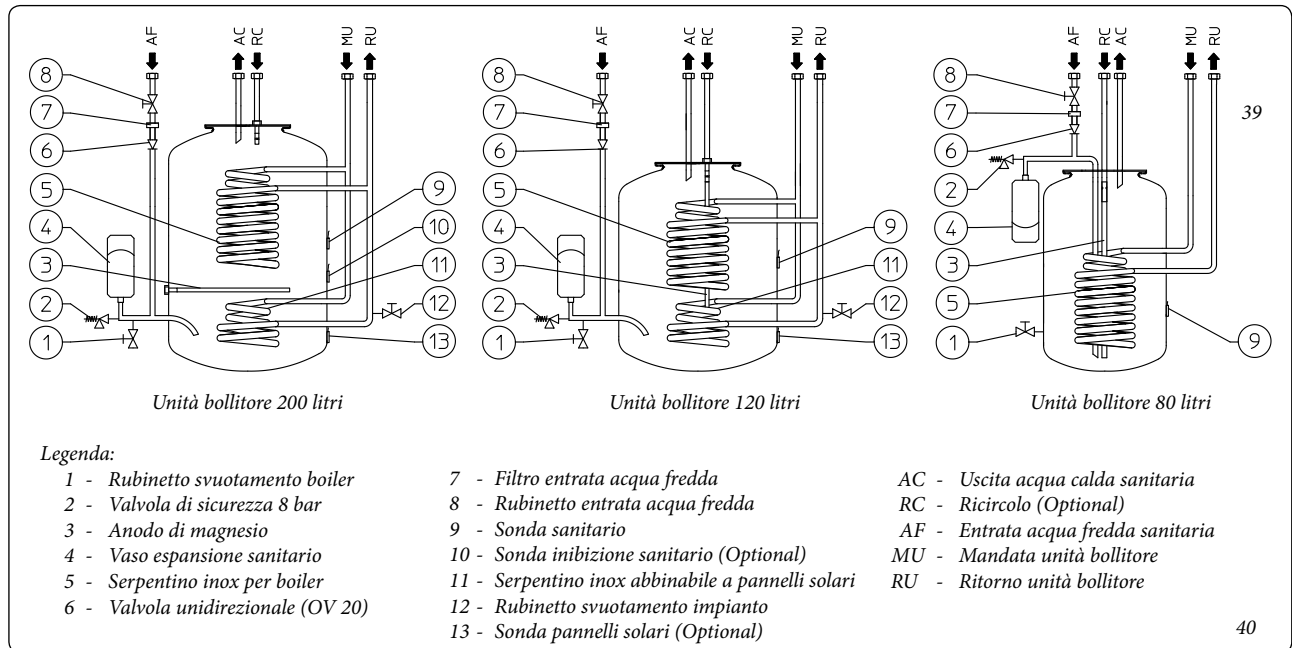 AF AC RC MU RU
AF AC RC MU RU
AF RC AC MU RU
39
8
7
6
5
4
3
2
1
9
10
11
12
13
8
7
6
5
4
3
2
1
9
11
12
13
8
7
6
2
4
3
5
1
9
Unità bollitore 200 litri
Unità bollitore 120 litri
Unità bollitore 80 litri
Legenda:
1 - Rubinetto svuotamento boiler
2 - Valvola di sicurezza 8 bar
3 - Anodo di magnesio
4 - Vaso espansione sanitario
5 - Serpentino inox per boiler
6 - Valvola unidirezionale (OV 20)
7 - Filtro entrata acqua fredda
8 - Rubinetto entrata acqua fredda
9 - Sonda sanitario
10 - Sonda inibizione sanitario (Optional)
11 - Serpentino inox abbinabile a pannelli solari
12 - Rubinetto svuotamento impianto
13 - Sonda pannelli solari (Optional)
AC - Uscita acqua calda sanitaria
RC - Ricircolo (Optional)
AF - Entrata acqua fredda sanitaria
MU - Mandata unità bollitore
RU - Ritorno unità bollitore
40